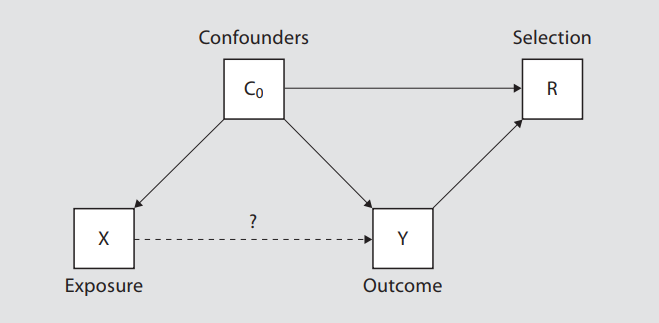 Confounders
Selection
C₀
R
?
X
Y
Exposure
Outcome